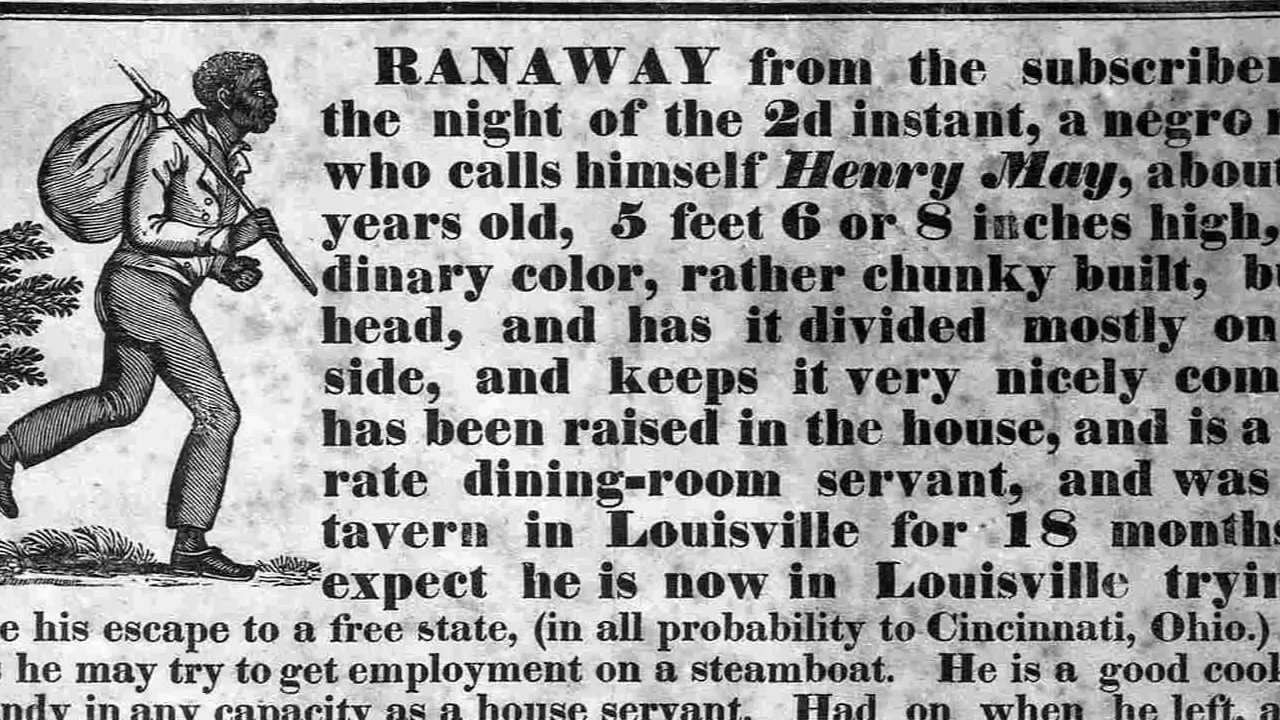 RANAWAY from the subscriber
the night of the 2d instant, a negro
who calls himself Henry May, about
years old, 5 feet 6 or 8 inches high,
dinary color, rather chunky built, b
head, and has it divided mostly on
side, and keeps it very nicely com
has been raised in the house, and is a
rate dining-room servant, and was
tavern in Louisville for 18 months
expect he is now in Louisville tryin
e his escape to a free state, (in all probability to Cincinnati, Ohio.)
he may try to get employment on a steamboat. He is a good cook
ndy in any capacity as a house servant. Had on when he left, a